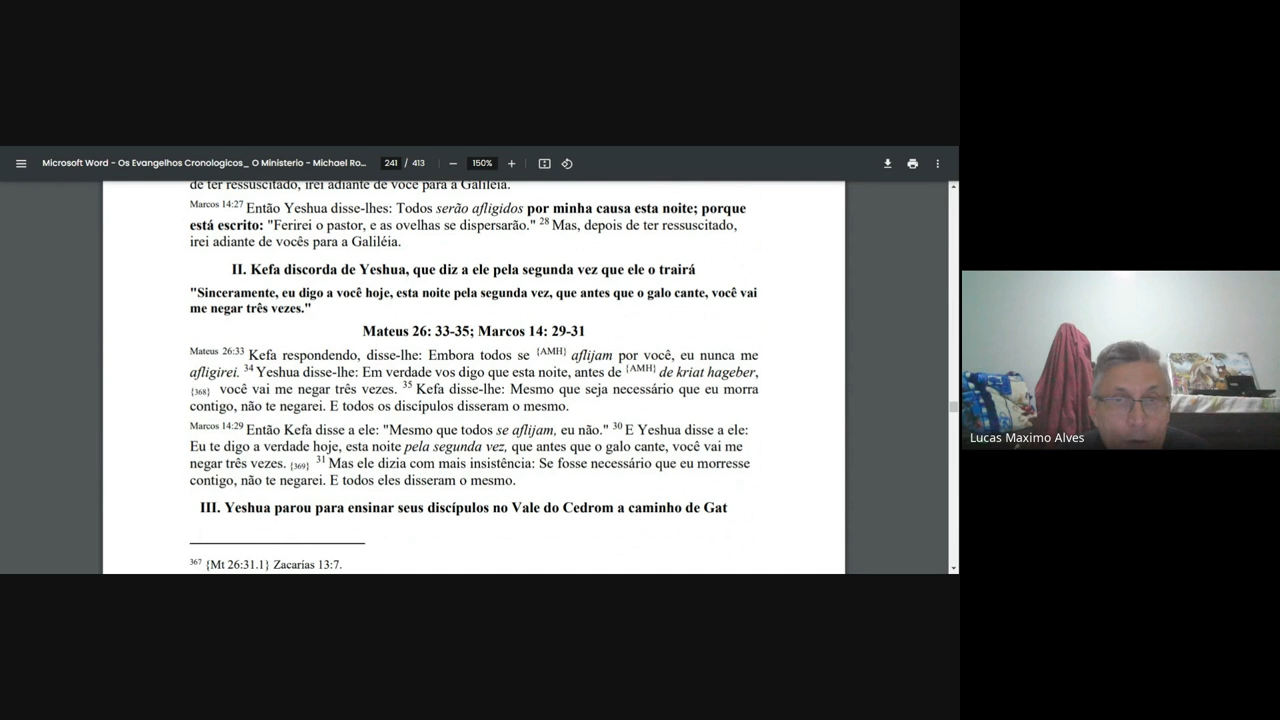 Microsoft Word - Os Evangelhos Cronologicos_ O Ministerio - Michael Ro... 241 / 413 150%
de ter ressuscitado, irei adiante de você para a Galiléia.
Marcos 14:27 Então Yeshua disse-lhes: Todos serão afligidos por minha causa esta noite; porque
está escrito: "Ferirei o pastor, e as ovelhas se dispersarão." 28 Mas, depois de ter ressuscitado,
irei adiante de vocês para a Galiléia.
II. Kefa discorda de Yeshua, que diz a ele pela segunda vez que ele o trairá
"Sinceramente, eu digo a você hoje, esta noite pela segunda vez, que antes que o galo cante, você vai
me negar três vezes."
Mateus 26: 33-35; Marcos 14: 29-31
Mateus 26:33 Kefa respondendo, disse-lhe: Embora todos se {AMH} aflijam por você, eu nunca me
afligirei. 34 Yeshua disse-lhe: Em verdade vos digo que esta noite, antes de {AMH} de kriat hageber,
{368} você vai me negar três vezes. 35 Kefa disse-lhe: Mesmo que seja necessário que eu morra
contigo, não te negarei. E todos os discípulos disseram o mesmo.
Marcos 14:29 Então Kefa disse a ele: "Mesmo que todos se aflijam, eu não." 30 E Yeshua disse a ele:
Eu te digo a verdade hoje, esta noite pela segunda vez, que antes que o galo cante, você vai me
negar três vezes. {369} 31 Mas ele dizia com mais insistência: Se fosse necessário que eu morresse
contigo, não te negarei. E todos eles disseram o mesmo.
III. Yeshua parou para ensinar seus discípulos no Vale do Cedrom a caminho de Gat
367 {Mt 26:31.1} Zacarías 13:7.
Lucas Maximo Alves